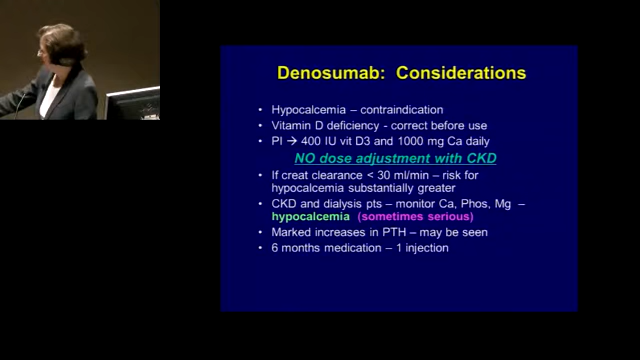 Denosumab: Considerations
• Hypocalcemia – contraindication
• Vitamin D deficiency - correct before use
• PI → 400 IU vit D3 and 1000 mg Ca daily
NO dose adjustment with CKD
• If creat clearance < 30 ml/min – risk for
hypocalcemia substantially greater
• CKD and dialysis pts – monitor Ca, Phos, Mg –
hypocalcemia (sometimes serious)
• Marked increases in PTH – may be seen
• 6 months medication – 1 injection